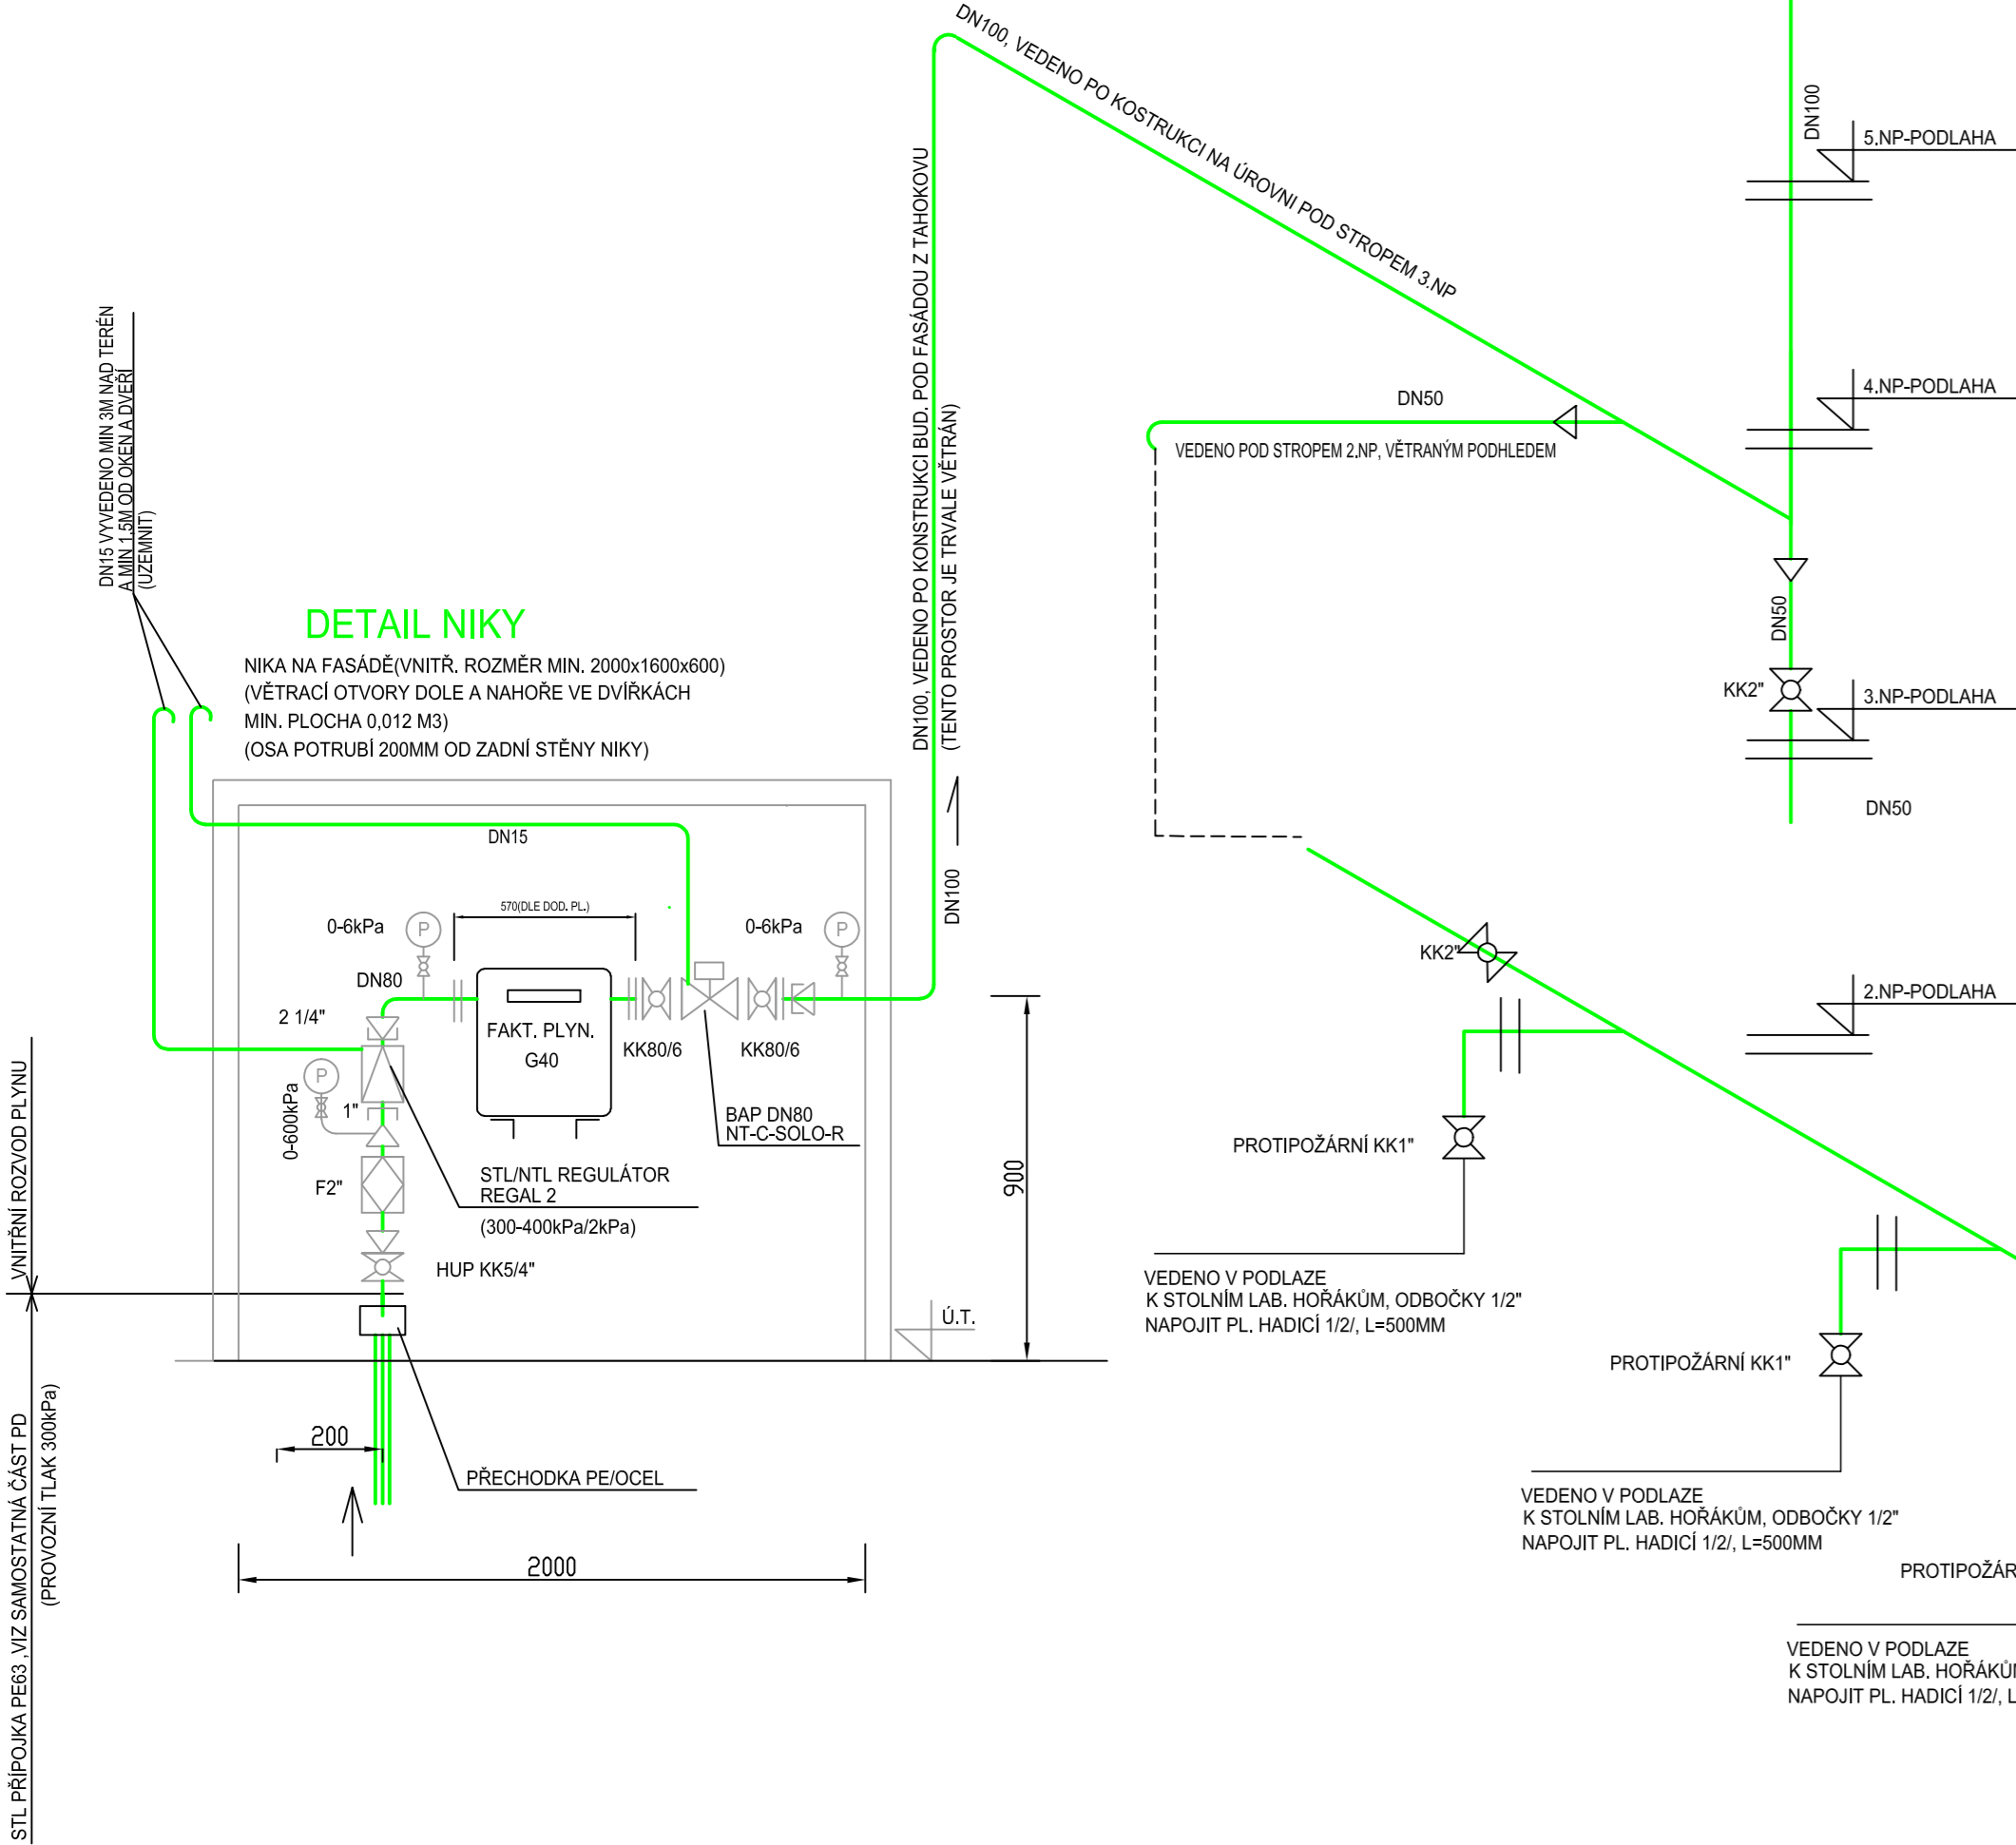 DN100, VEDENO PO KOSTRUKCI NA ÚROVNI POD STROPEM 3.NP
DN100
5.NP-PODLAHA
DN100, VEDENO PO KONSTRUKCI BUD. POD FASÁDOU Z TAHOKOVU
(TENTO PROSTOR JE TRVALE VĚTRÁN)
DN15 VYVEDENO MIN 3M NAD TERÉN
A MIN 1,5M OD OKEN A DVEŘÍ
(UZEMNIT)
DN50
4.NP-PODLAHA
VEDENO POD STROPEM 2.NP, VĚTRANÝM PODHLEDEM
DETAIL NIKY
NIKA NA FASÁDĚ(VNITŘ. ROZMĚR MIN. 2000x1600x600)
(VĚTRACÍ OTVORY DOLE A NAHOŘE VE DVÍŘKÁCH
MIN. PLOCHA 0,012 M3)
(OSA POTRUBÍ 200MM OD ZADNÍ STĚNY NIKY)
DN50
KK2"
3.NP-PODLAHA
DN50
DN15
DN100
570(DLE DOD. PL.)
0-6kPa
P
0-6kPa
P
DN80
2 1/4"
FAKT. PLYN.
G40
KK80/6
KK80/6
KK2"
2.NP-PODLAHA
P
0-600kPa
1"
BAP DN80
NT-C-SOLO-R
F2"
STL/NTL REGULÁTOR
REGAL 2
(300-400kPa/2kPa)
HUP KK5/4"
900
Ú.T.
VNITŘNÍ ROZVOD PLYNU
STL PŘÍPOJKA PE63 ,VIZ SAMOSTATNÁ ČÁST PD
(PROVOZNÍ TLAK 300kPa)
200
PŘECHODKA PE/OCEL
2000
PROTIPOŽÁRNÍ KK1"
VEDENO V PODLAZE
K STOLNÍM LAB. HOŘÁKŮM, ODBOČKY 1/2"
NAPOJIT PL. HADICÍ 1/2/, L=500MM
PROTIPOŽÁRNÍ KK1"
VEDENO V PODLAZE
K STOLNÍM LAB. HOŘÁKŮM, ODBOČKY 1/2"
NAPOJIT PL. HADICÍ 1/2/, L=500MM
PROTIPOŽÁR
VEDENO V PODLAZE
K STOLNÍM LAB. HOŘÁKŮM
NAPOJIT PL. HADICÍ 1/2/, L